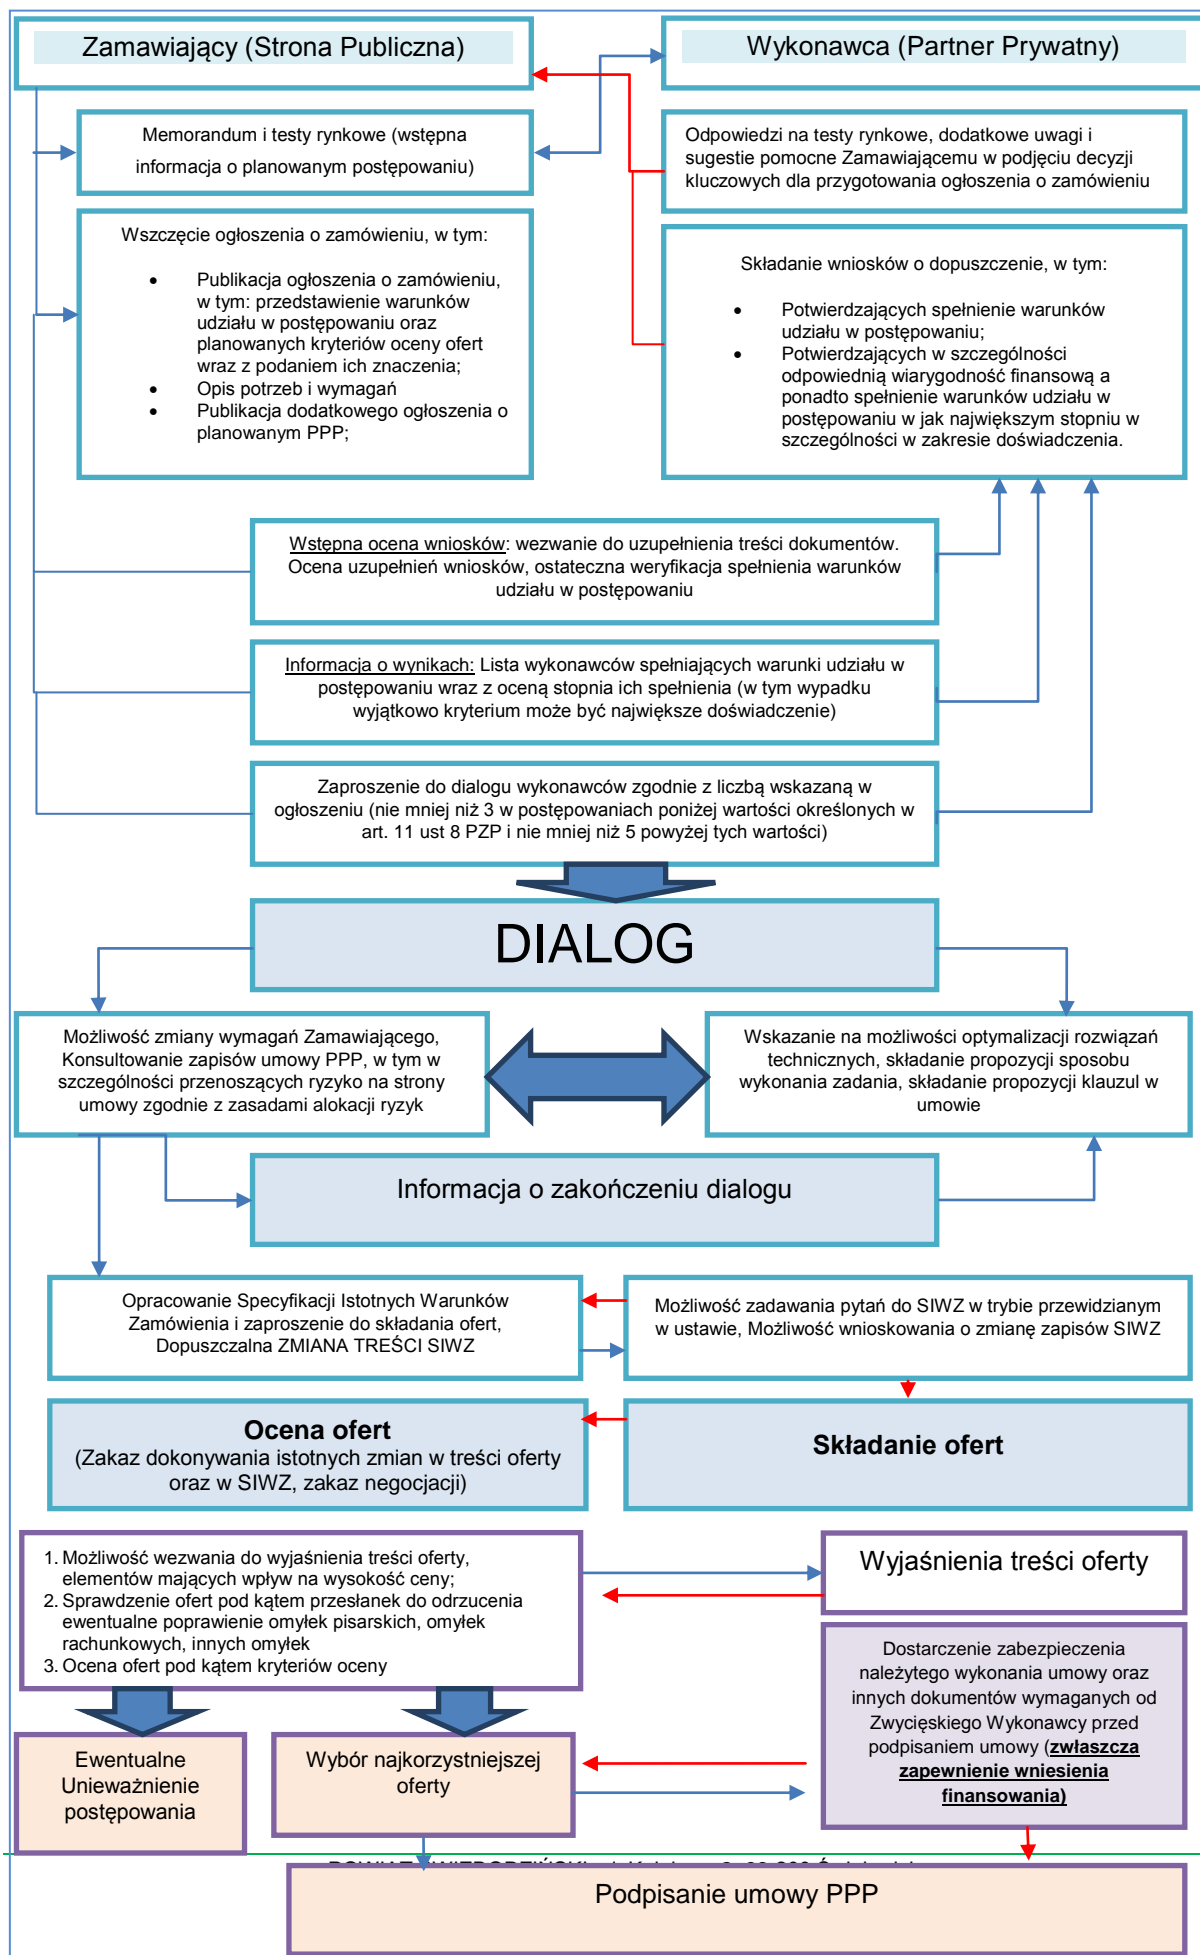 Zamawiający (Strona Publiczna)
Wykonawca (Partner Prywatny)
Memorandum i testy rynkowe (wstępna
informacja o planowanym postępowaniu)
Odpowiedzi na testy rynkowe, dodatkowe uwagi i
sugestie pomocne Zamawiającemu w podjęciu decyzji
kluczowych dla przygotowania ogłoszenia o zamówieniu
Wszczęcie ogłoszenia o zamówieniu, w tym:
• Publikacja ogłoszenia o zamówieniu,
w tym: przedstawienie warunków
udziału w postępowaniu oraz
planowanych kryteriów oceny ofert
wraz z podaniem ich znaczenia;
• Opis potrzeb i wymagań
• Publikacja dodatkowego ogłoszenia o
planowanym PPP;
Składanie wniosków o dopuszczenie, w tym:
• Potwierdzających spełnienie warunków
udziału w postępowaniu;
• Potwierdzających w szczególności
odpowiednią wiarygodność finansową a
ponadto spełnienie warunków udziału w
postępowaniu w jak największym stopniu w
szczególności w zakresie doświadczenia.
Wstępna ocena wniosków: wezwanie do uzupełnienia treści dokumentów.
Ocena uzupełnień wniosków, ostateczna weryfikacja spełnienia warunków
udziału w postępowaniu
Informacja o wynikach: Lista wykonawców spełniających warunki udziału w
postępowaniu wraz z oceną stopnia ich spełnienia (w tym wypadku
wyjątkowo kryterium może być największe doświadczenie)
Zaproszenie do dialogu wykonawców zgodnie z liczbą wskazaną w
ogłoszeniu (nie mniej niż 3 w postępowaniach poniżej wartości określonych w
art. 11 ust 8 PZP i nie mniej niż 5 powyżej tych wartości)
DIALOG
Możliwość zmiany wymagań Zamawiającego,
Konsultowanie zapisów umowy PPP, w tym w
szczególności przenoszących ryzyko na strony
umowy zgodnie z zasadami alokacji ryzyk
Wskazanie na możliwości optymalizacji rozwiązań
technicznych, składanie propozycji sposobu
wykonania zadania, składanie propozycji klauzul w
umowie
Informacja o zakończeniu dialogu
Opracowanie Specyfikacji Istotnych Warunków
Zamówienia i zaproszenie do składania ofert,
Dopuszczalna ZMIANA TREŚCI SIWZ
Możliwość zadawania pytań do SIWZ w trybie przewidzianym
w ustawie, Możliwość wnioskowania o zmianę zapisów SIWZ
Ocena ofert
(Zakaz dokonywania istotnych zmian w treści oferty
oraz w SIWZ, zakaz negocjacji)
Składanie ofert
1. Możliwość wezwania do wyjaśnienia treści oferty,
elementów mających wpływ na wysokość ceny;
2. Sprawdzenie ofert pod kątem przesłanek do odrzucenia
ewentualne poprawienie omyłek pisarskich, omyłek
rachunkowych, innych omyłek
3. Ocena ofert pod kątem kryteriów oceny
Wyjaśnienia treści oferty
Dostarczenie zabezpieczenia
należytego wykonania umowy oraz
innych dokumentów wymaganych od
Zwycięskiego Wykonawcy przed
podpisaniem umowy (zwłaszcza
zapewnienie wniesienia
finansowania)
Ewentualne
Unieważnienie
postępowania
Wybór najkorzystniejszej
oferty
Podpisanie umowy PPP